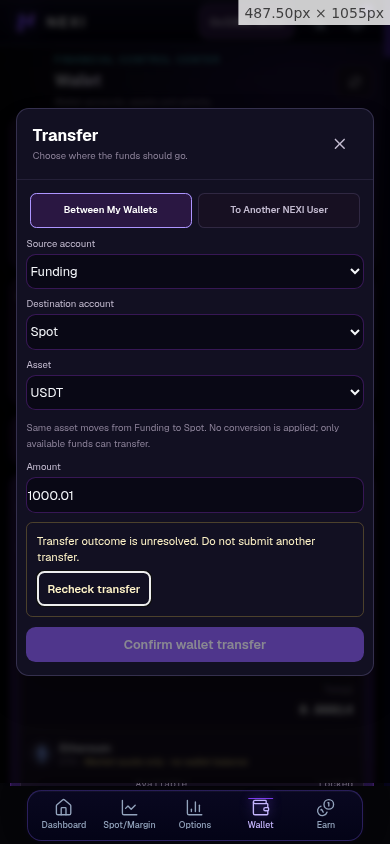 487.50px × 1055px
NEXI
Wallet
Transfer
Choose where the funds should go.
Between My Wallets
To Another NEXI User
Source account
Funding
Destination account
Spot
Asset
USDT
Same asset moves from Funding to Spot. No conversion is applied; only
available funds can transfer.
Amount
1000.01
Transfer outcome is unresolved. Do not submit another
transfer.
Recheck transfer
Confirm wallet transfer
Ethereum
Available
Locked
Dashboard
Spot/Margin
Options
Wallet
Earn